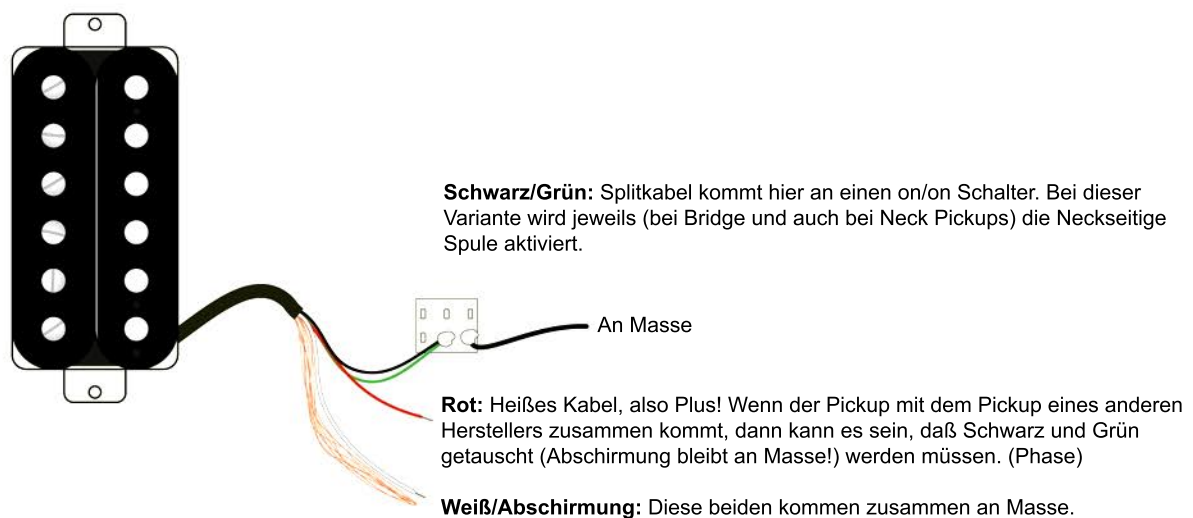 Schwarz/Grün: Splitkabel kommt hier an einen on/on Schalter. Bei dieser
Variante wird jeweils (bei Bridge und auch bei Neck Pickups) die Neckseitige
Spule aktiviert.
An Masse
Rot: Heißes Kabel, also Plus! Wenn der Pickup mit dem Pickup eines anderen
Herstellers zusammen kommt, dann kann es sein, daß Schwarz und Grün
getauscht (Abschirmung bleibt an Masse!) werden müssen. (Phase)
Weiß/Abschirmung: Diese beiden kommen zusammen an Masse.